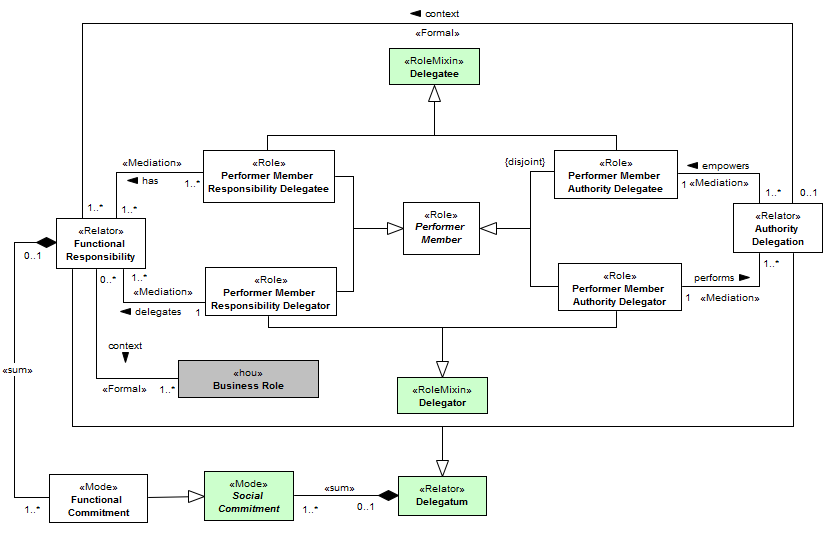 context
«Formal»
«RoleMixin»
Delegatee
«Mediation»
has
1..*
«Role»
Performer Member
Responsibility Delegatee
{disjoint}
«Role»
Performer Member
Authority Delegatee
empowers
1
«Mediation»
1..*
0..1
1..*
1..*
«Relator»
Functional
Responsibility
«Role»
Performer
Member
«Relator»
Authority
Delegation
0..1
0..*
1..*
«Mediation»
delegates
1
«Role»
Performer Member
Responsibility Delegator
«Role»
Performer Member
Authority Delegator
performs
1
«Mediation»
1..*
context
«Formal»
1..*
«hou»
Business Role
«sum»
«RoleMixin»
Delegator
«Mode»
Functional
Commitment
1..*
«Mode»
Social
Commitment
«sum»
1..*
0..1
«Relator»
Delegatum